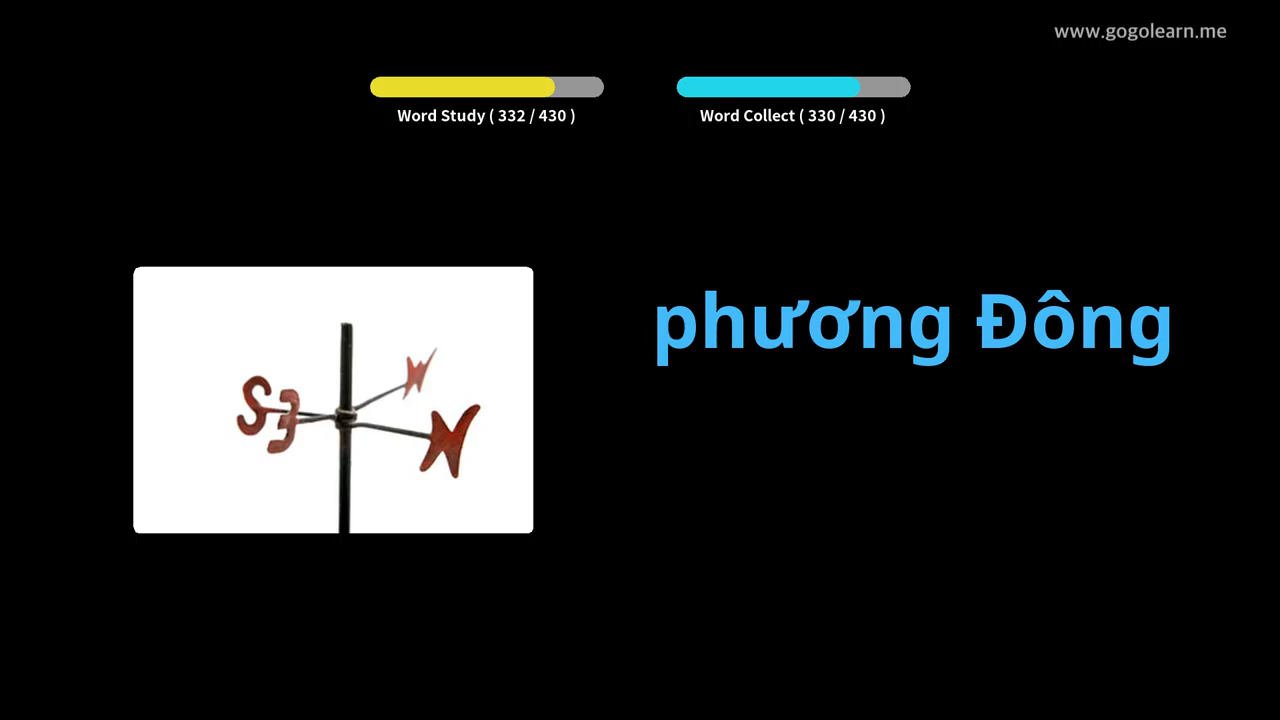 www.gogolearn.me
Word Study ( 332 / 430 )
Word Collect ( 330 / 430 )
phương Đông
S
E
N